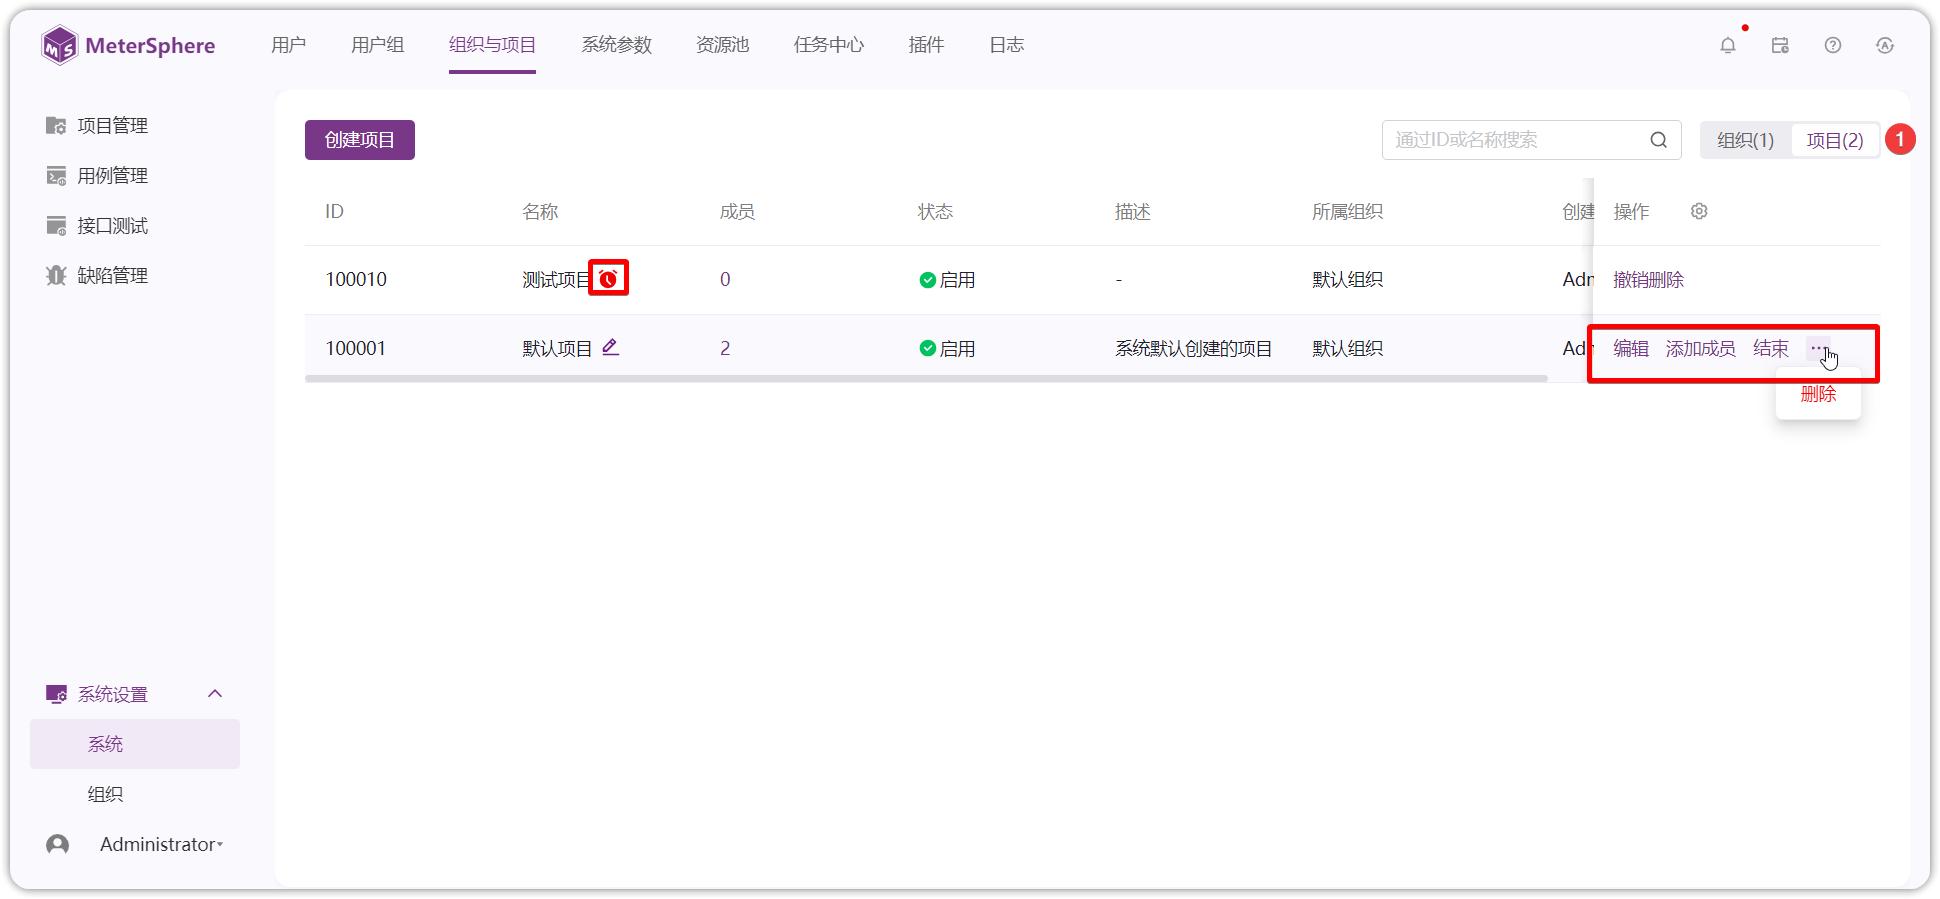 MeterSphere
用户
用户组
组织与项目
系统参数
资源池
任务中心
插件
日志
项目管理
用例管理
接口测试
缺陷管理
创建项目
通过ID或名称搜索
组织(1)
项目(2)
1
ID
名称
成员
状态
描述
所属组织
创建
操作
100010
测试项目
0
启用
-
默认组织
Adm
撤销删除
100001
默认项目
2
启用
系统默认创建的项目
默认组织
Adm
编辑
添加成员
结束
...
删除
系统设置
系统
组织
Administrator